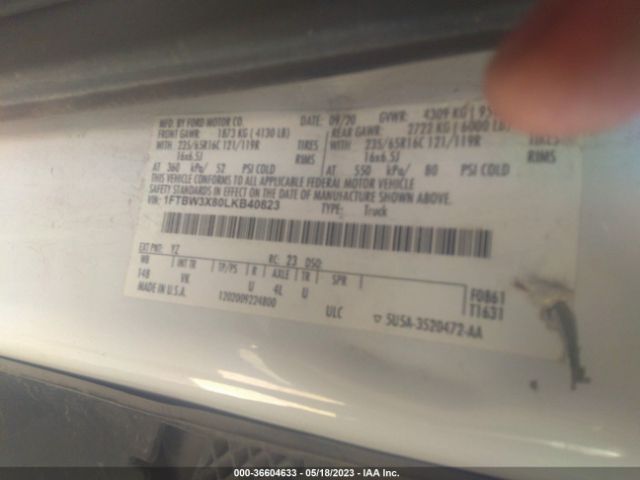 MFD. BY FORD MOTOR CO. DATE: 09/20 GVWR: 4309 KG
FRONT GAWR: 1873 KG ( 4130 LB) REAR GAWR: 2722 KG ( 6000 LB)
WITH 235/65R16C 121/119R TIRES WITH 235/65R16C 121/119R TIRES
16x6.5J RIMS 16x6.5J RIMS
AT 360 kPa/ 52 PSI COLD AT 550 kPa/ 80 PSI COLD
THIS VEHICLE CONFORMS TO ALL APPLICABLE FEDERAL MOTOR VEHICLE
SAFETY STANDARDS IN EFFECT ON THE DATE OF MANUFACTURE SHOWN ABOVE.
VIN: 1FTBW3X80LKB40823 TYPE: Truck
EXT PNT: YZ RC: 23 DSO:
WB INT TR TP/PS R AXLE TR SPR
148 VK U 4L U
F0861
T1631
MADE IN U.S.A. 1202009224800 ULC ▽ 5U5A-3520472-AA
000-36604633 - 05/18/2023 - IAA Inc.